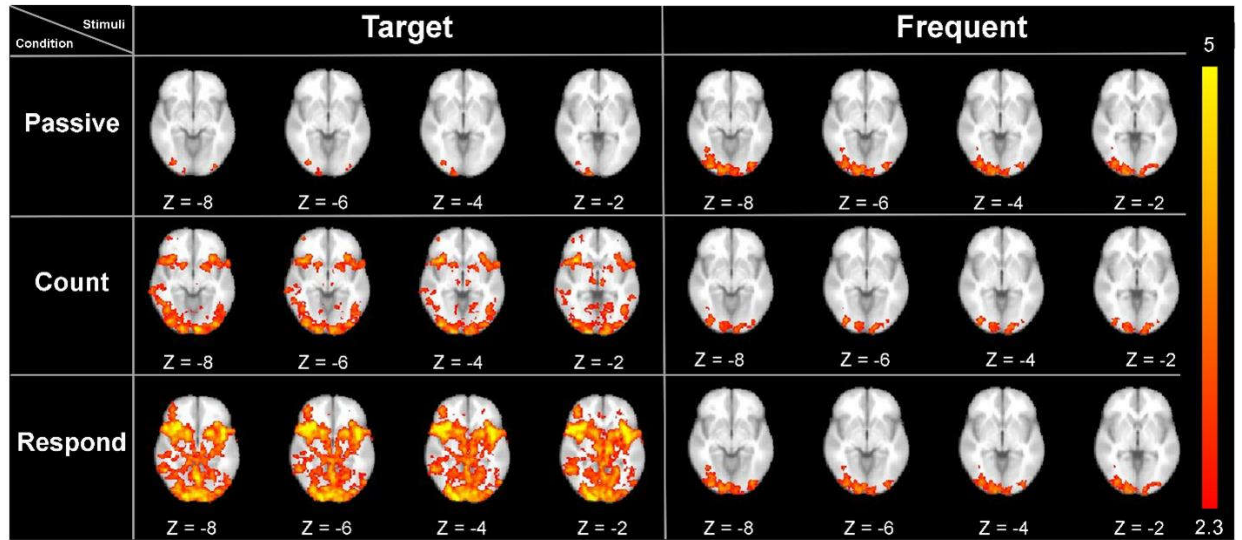 Stimuli
Condition
Target
Frequent
5
Passive
Z = -8 Z = -6 Z = -4 Z = -2 Z = -8 Z = -6 Z = -4 Z = -2
Count
Z = -8 Z = -6 Z = -4 Z = -2 Z = -8 Z = -6 Z = -4 Z = -2
Respond
Z = -8 Z = -6 Z = -4 Z = -2 Z = -8 Z = -6 Z = -4 Z = -2
2.3